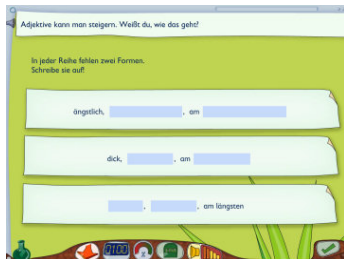 Adjektive kann man steigern. Weißt du, wie das geht?
In jeder Reihe fehlen zwei Formen.
Schreibe sie auf!
ängstlich, , am
dick, , am
, , am längsten